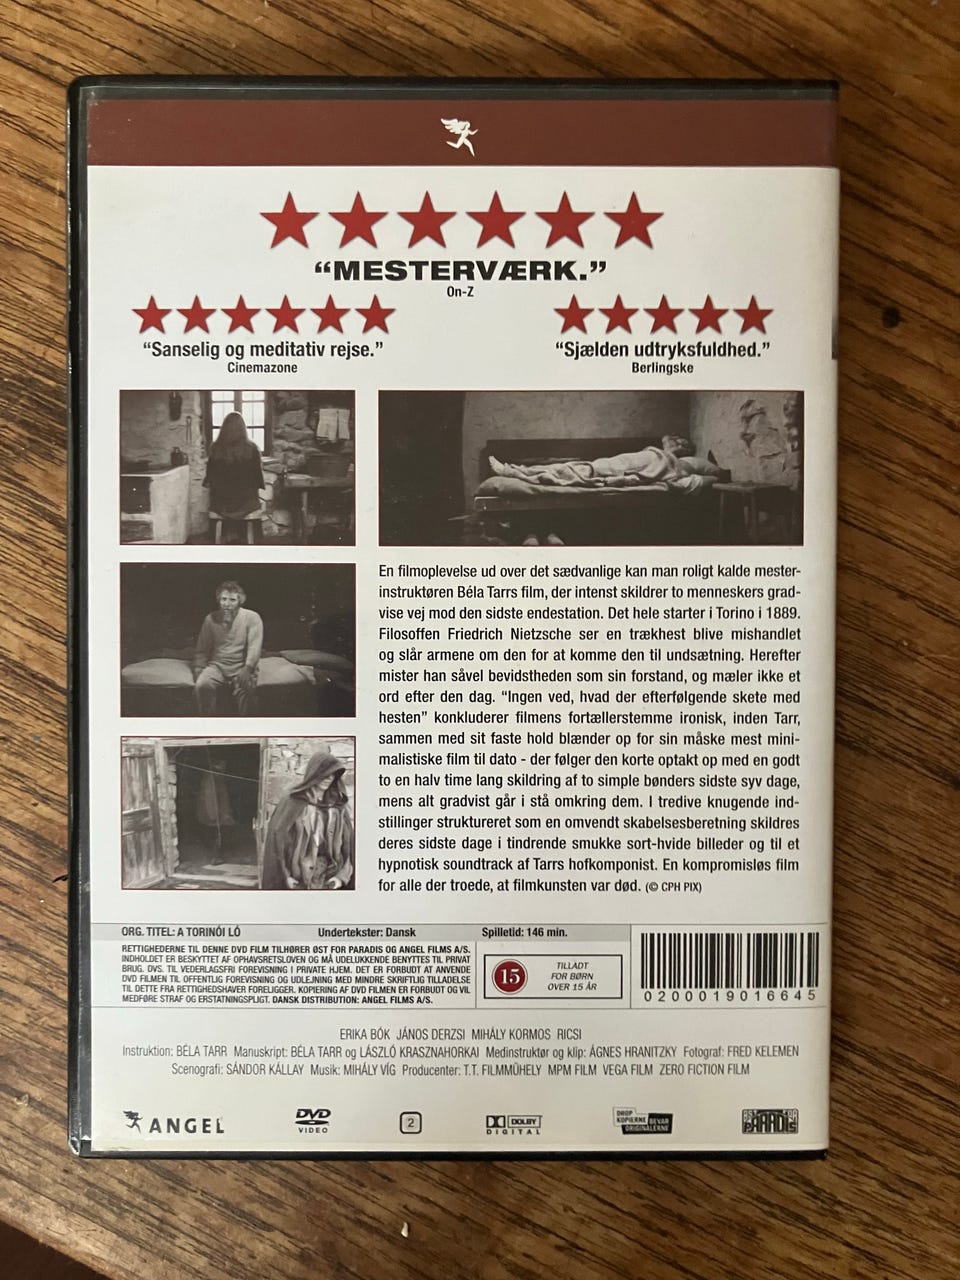 “MESTERVÆRK.”
On-Z
“Sanselig og meditativ rejse.”
Cinemazone
“Sjælden udtryksfuldhed.”
Berlingske
En filmoplevelse ud over det sædvanlige kan man roligt kalde mester-
instruktøren Béla Tarrs film, der intenst skildrer to menneskers grad-
vise vej mod den sidste endestation. Det hele starter i Torino i 1889.
Filosoffen Friedrich Nietzsche ser en trækhest blive mishandlet
og slår armene om den for at komme den til undsætning. Herefter
mister han såvel bevidstheden som sin forstand, og mæler ikke et
ord efter den dag. “Ingen ved, hvad der efterfølgende skete med
hesten” konkluderer filmens fortællerstemme ironisk, inden Tarr,
sammen med sit faste hold blænder op for sin måske mest mini-
malistiske film til dato - der følger den korte optakt op med en godt
to en halv time lang skildring af to simple bønders sidste syv dage,
mens alt gradvist går i stå omkring dem. I tredive knugende ind-
stillinger struktureret som en omvendt skabelsesberetning skildres
deres sidste dage i tindrende smukke sort-hvide billeder og til et
hypnotisk soundtrack af Tarrs hofkomponist. En kompromisløs film
for alle der troede, at filmkunsten var død. (© CPH PIX)
ORG. TITEL: A TORINÓI LÓ Undertekster: Dansk Spilletid: 146 min.
RETTIGHEDERNE TIL DENNE DVD FILM TILHØRER ØST FOR PARADIS OG ANGEL FILMS A/S.
INDHOLDET ER BESKYTTET AF OPHAVSRETSLOVEN OG MÅ UDELUKKENDE BENYTTES TIL PRIVAT
BRUG. DVS. TIL VEDERLAGSFRI FOREVISNING I PRIVATE HJEM. DET ER FORBUDT AT ANVENDE
DVD FILMEN TIL OFFENTLIG FOREVISNING OG UDLEJNING MED MINDRE SKRIFTLIG TILLADELSE
TIL DETTE FRA RETTIGHEDSHAVER FORELIGGER. KOPIERING AF DVD FILMEN ER FORBUDT OG VIL
MEDFØRE STRAF OG ERSTATNINGSPLIGT. DANSK DISTRIBUTION: ANGEL FILMS A/S.
15
TILLADT
FOR BØRN
OVER 15 ÅR
0200019016645
ERIKA BÓK JÁNOS DERZSI MIHÁLY KORMOS RICSI
Instruktion: BÉLA TARR Manuskript: BÉLA TARR og LÁSZLÓ KRASZNAHORKAI Medinstruktør og klip: ÁGNES HRANITZKY Fotograf: FRED KELEMEN
Scenografi: SÁNDOR KÁLLAY Musik: MIHÁLY VÍG Producenter: T.T. FILMMÜHELY MPM FILM VEGA FILM ZERO FICTION FILM
ANGEL
DVD
VIDEO
2
DOLBY
DIGITAL
DROP
KOPIERNE
BEVAR
ORIGINALERNE
ØST FOR
PARADIS